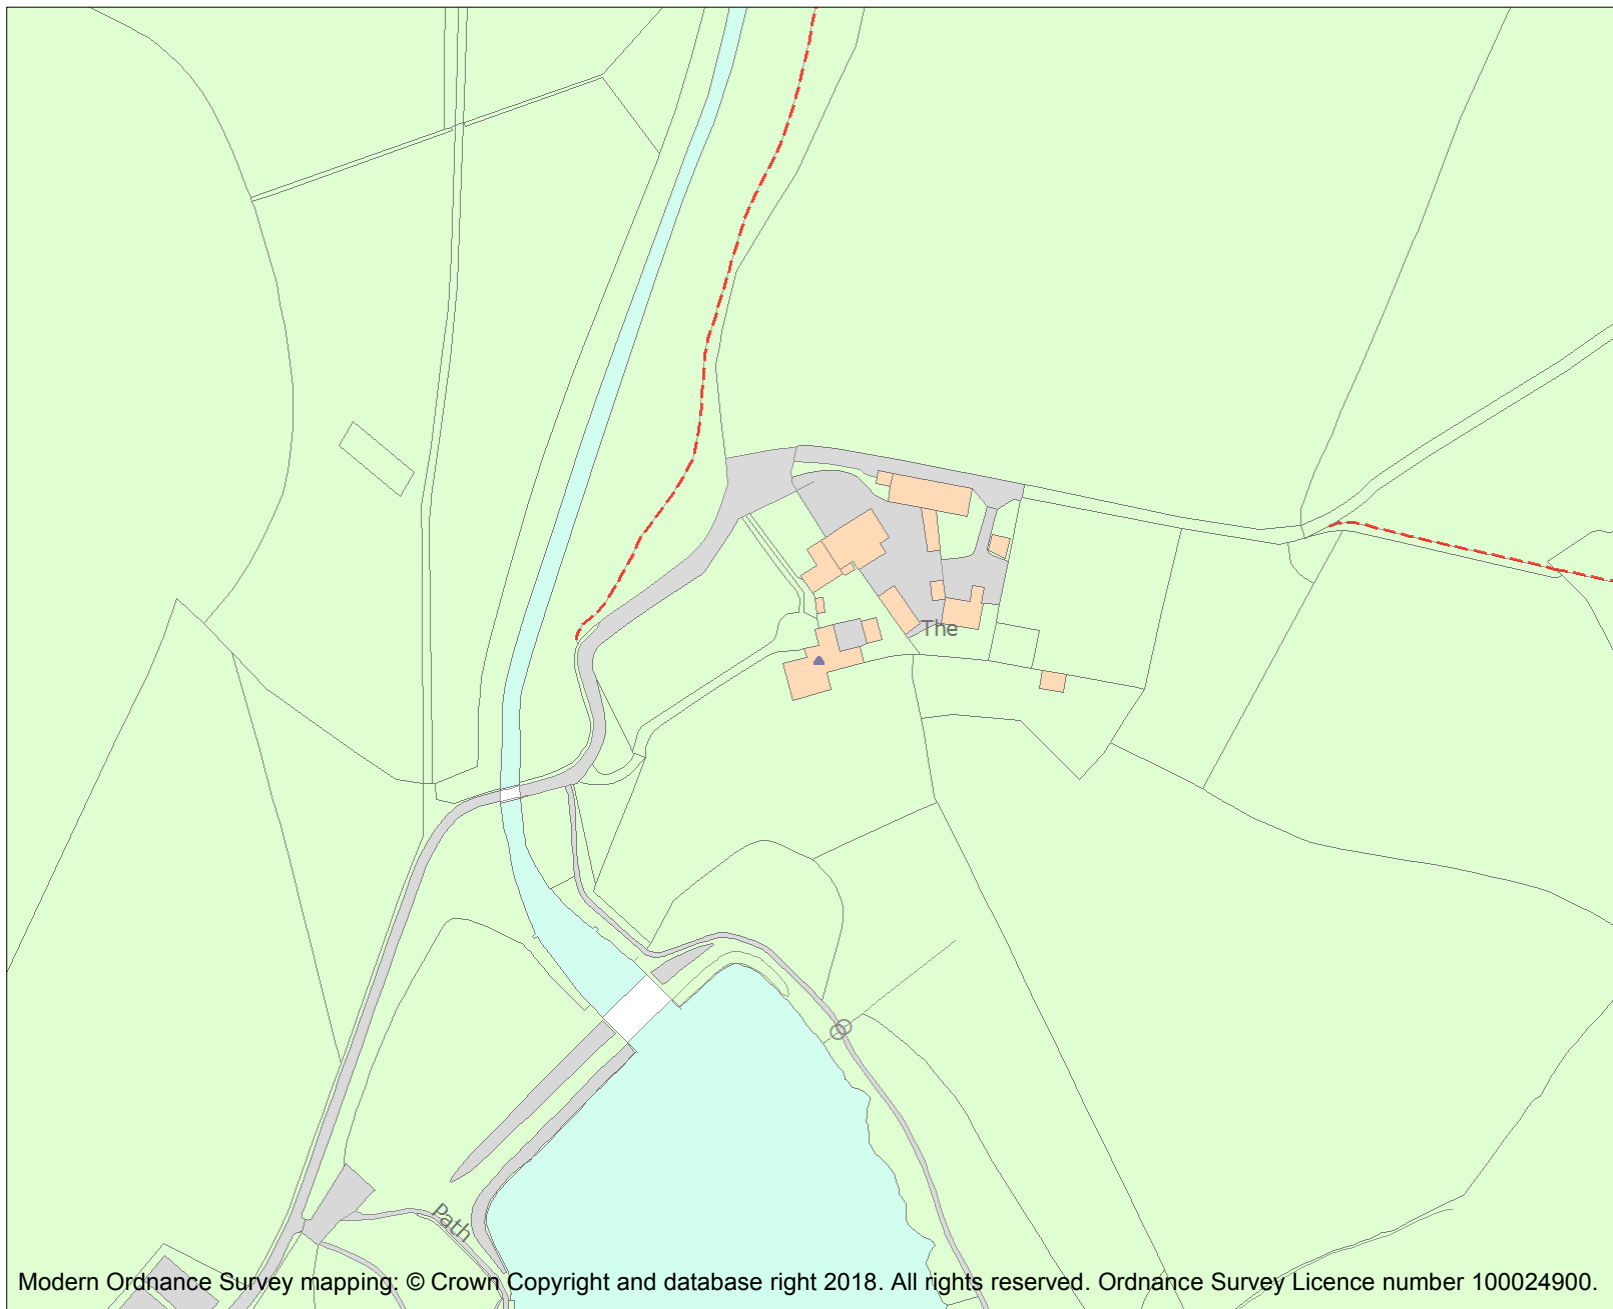 The
Path
Modern Ordnance Survey mapping: © Crown Copyright and database right 2018. All rights reserved. Ordnance Survey Licence number 100024900.